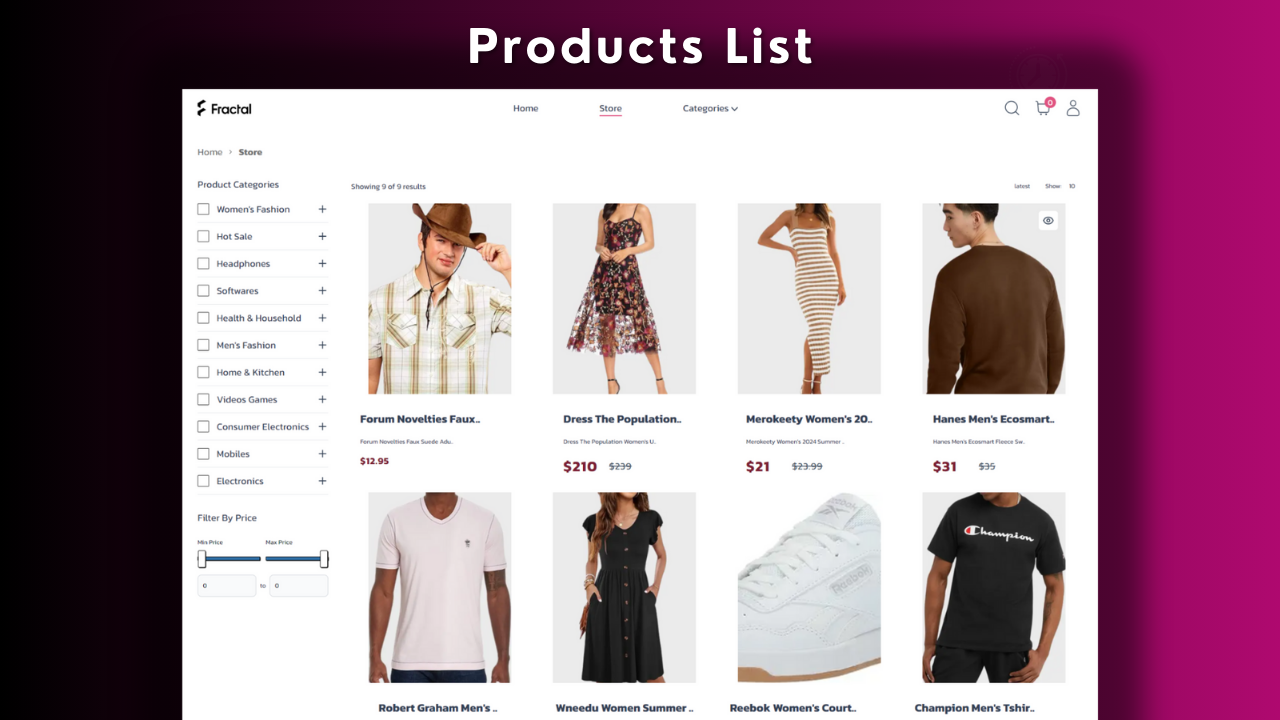 Products List
Fractal
Home
Store
Categories
0
Home > Store
Product Categories
Women's Fashion +
Hot Sale +
Headphones +
Softwares +
Health & Household +
Men's Fashion +
Home & Kitchen +
Videos Games +
Consumer Electronics +
Mobiles +
Electronics +
Filter By Price
Min Price
Max Price
0 to 0
Showing 9 of 9 results
latest
Show 10
Forum Novelties Faux..
Forum Novelties Faux Suede Adu..
$12.95
Dress The Population..
Dress The Population Women's U..
$210 $239
Merokeety Women's 20..
Merokeety Women's 2024 Summer ..
$21 $23.99
Hanes Men's Ecosmart..
Hanes Men's Ecosmart Fleece Sw..
$31 $35
Robert Graham Men's ..
Wneedu Women Summer ..
Reebok
Reebok
Reebok Women's Court..
Champion
Champion Men's Tshir..